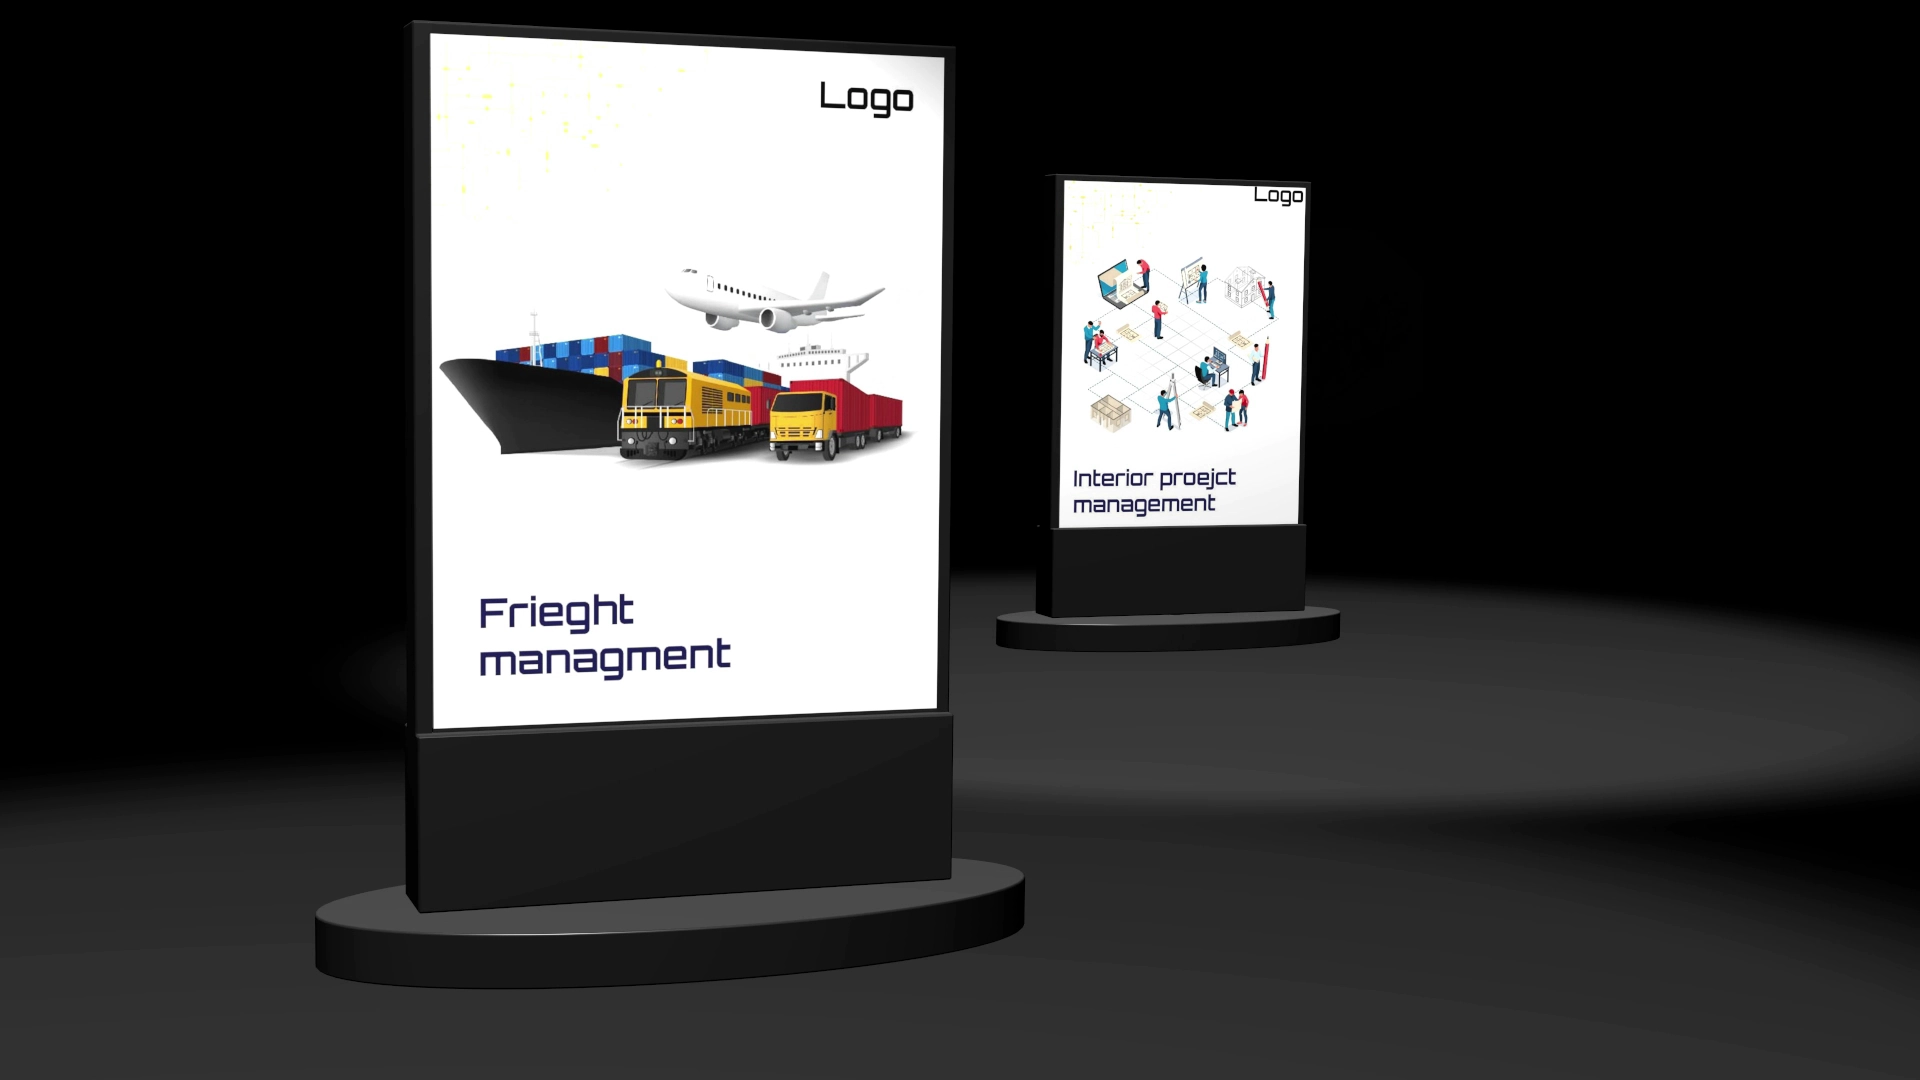 Logo
Frieght
managment
Logo
Interior proejct
management